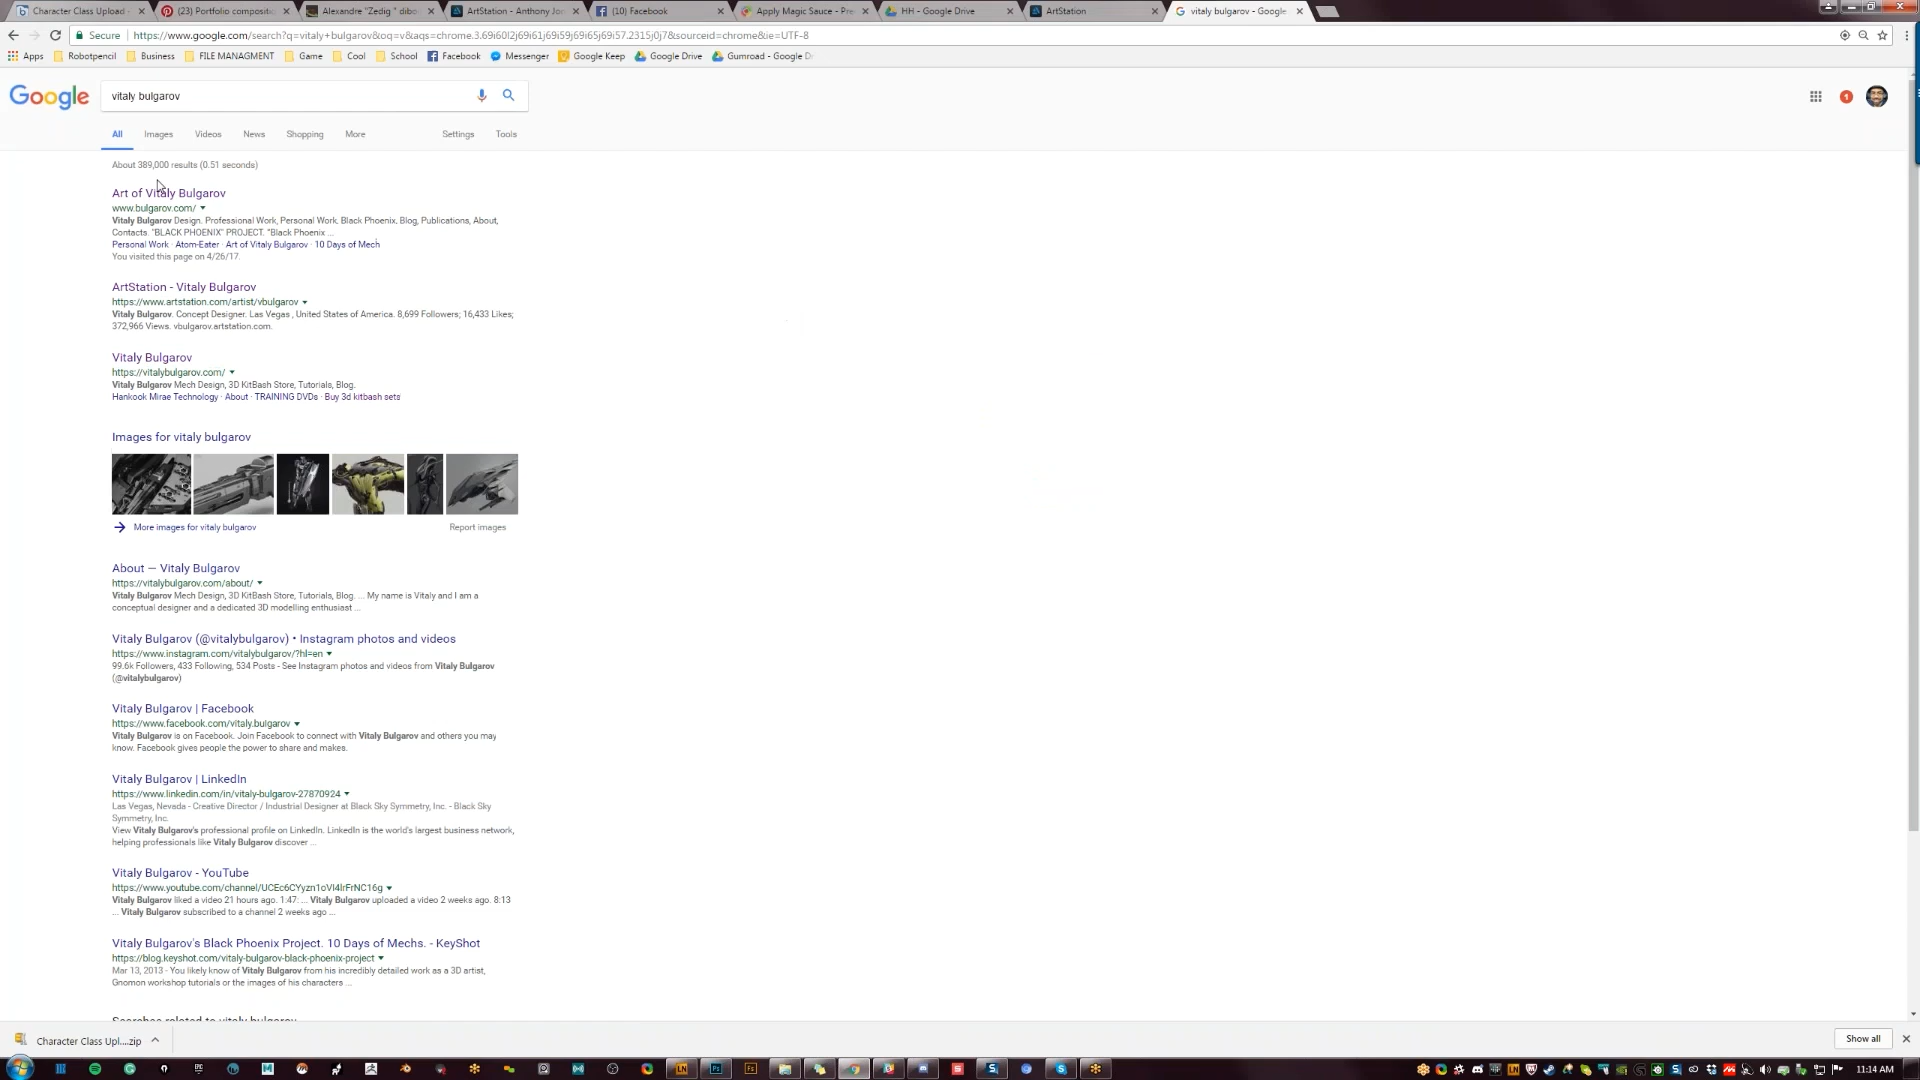 Character Class Upload -
(23) Portfolio compositio
Alexandre "Zedig " dibo
ArtStation - Anthony Jon
(10) Facebook
Apply Magic Sauce - Pre
HH - Google Drive
ArtStation
vitaly bulgarov - Google
Secure
https://www.google.com/search?q=vitaly+bulgarov&oq=v&aqs=chrome.3.69i60l2j69i61j69i59j69i65j69i57.2315j0j7&sourceid=chrome&ie=UTF-8
Apps Robotpencil Business FILE MANAGMENT Game Cool School Facebook Messenger Google Keep Google Drive Gumroad - Google D
Google
vitaly bulgarov
1
All Images Videos News Shopping More Settings Tools
About 389,000 results (0.51 seconds)
Art of Vitaly Bulgarov
www.bulgarov.com/
Vitaly Bulgarov Design. Professional Work, Personal Work. Black Phoenix. Blog, Publications, About,
Contacts. "BLACK PHOENIX" PROJECT. "Black Phoenix ...
Personal Work · Atom-Eater · Art of Vitaly Bulgarov · 10 Days of Mech
You visited this page on 4/26/17.
ArtStation - Vitaly Bulgarov
https://www.artstation.com/artist/vbulgarov
Vitaly Bulgarov. Concept Designer. Las Vegas , United States of America. 8,699 Followers; 16,433 Likes;
372,966 Views. vbulgarov.artstation.com.
Vitaly Bulgarov
https://vitalybulgarov.com/
Vitaly Bulgarov Mech Design, 3D KitBash Store, Tutorials, Blog.
Hankook Mirae Technology · About · TRAINING DVDs · Buy 3d kitbash sets
Images for vitaly bulgarov
More images for vitaly bulgarov
Report images
About — Vitaly Bulgarov
https://vitalybulgarov.com/about/
Vitaly Bulgarov Mech Design, 3D KitBash Store, Tutorials, Blog. ... My name is Vitaly and I am a
conceptual designer and a dedicated 3D modelling enthusiast ...
Vitaly Bulgarov (@vitalybulgarov) • Instagram photos and videos
https://www.instagram.com/vitalybulgarov/?hl=en
99.6k Followers, 433 Following, 534 Posts - See Instagram photos and videos from Vitaly Bulgarov
(@vitalybulgarov)
Vitaly Bulgarov | Facebook
https://www.facebook.com/vitaly.bulgarov
Vitaly Bulgarov is on Facebook. Join Facebook to connect with Vitaly Bulgarov and others you may
know. Facebook gives people the power to share and makes.
Vitaly Bulgarov | LinkedIn
https://www.linkedin.com/in/vitaly-bulgarov-27870924
Las Vegas, Nevada - Creative Director / Industrial Designer at Black Sky Symmetry, Inc. - Black Sky
Symmetry, Inc.
View Vitaly Bulgarov's professional profile on LinkedIn. LinkedIn is the world's largest business network,
helping professionals like Vitaly Bulgarov discover ...
Vitaly Bulgarov - YouTube
https://www.youtube.com/channel/UCEc6CYyzn1oVI4lrFrNC16g
Vitaly Bulgarov liked a video 21 hours ago. 1:47. ... Vitaly Bulgarov uploaded a video 2 weeks ago. 8:13
... Vitaly Bulgarov subscribed to a channel 2 weeks ago ...
Vitaly Bulgarov's Black Phoenix Project. 10 Days of Mechs. - KeyShot
https://blog.keyshot.com/vitaly-bulgarov-black-phoenix-project
Mar 13, 2013 - You likely know of Vitaly Bulgarov from his incredibly detailed work as a 3D artist,
Gnomon workshop tutorials or the images of his characters ...
Searches related to vitaly bulgarov
Character Class Upl....zip
Show all
11:14 AM